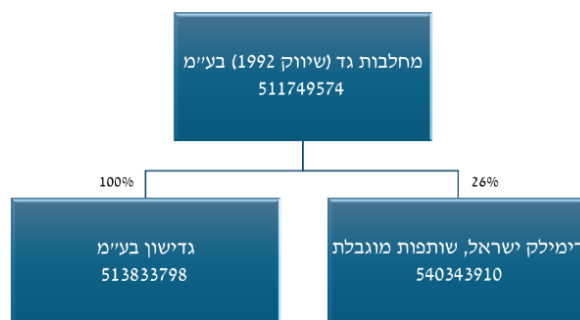 מחלבות גד (שיווק 1992) בע"מ
511749574
100%
26%
גדישון בע"מ
513833798
רימילק ישראל, שותפות מוגבלת
540343910